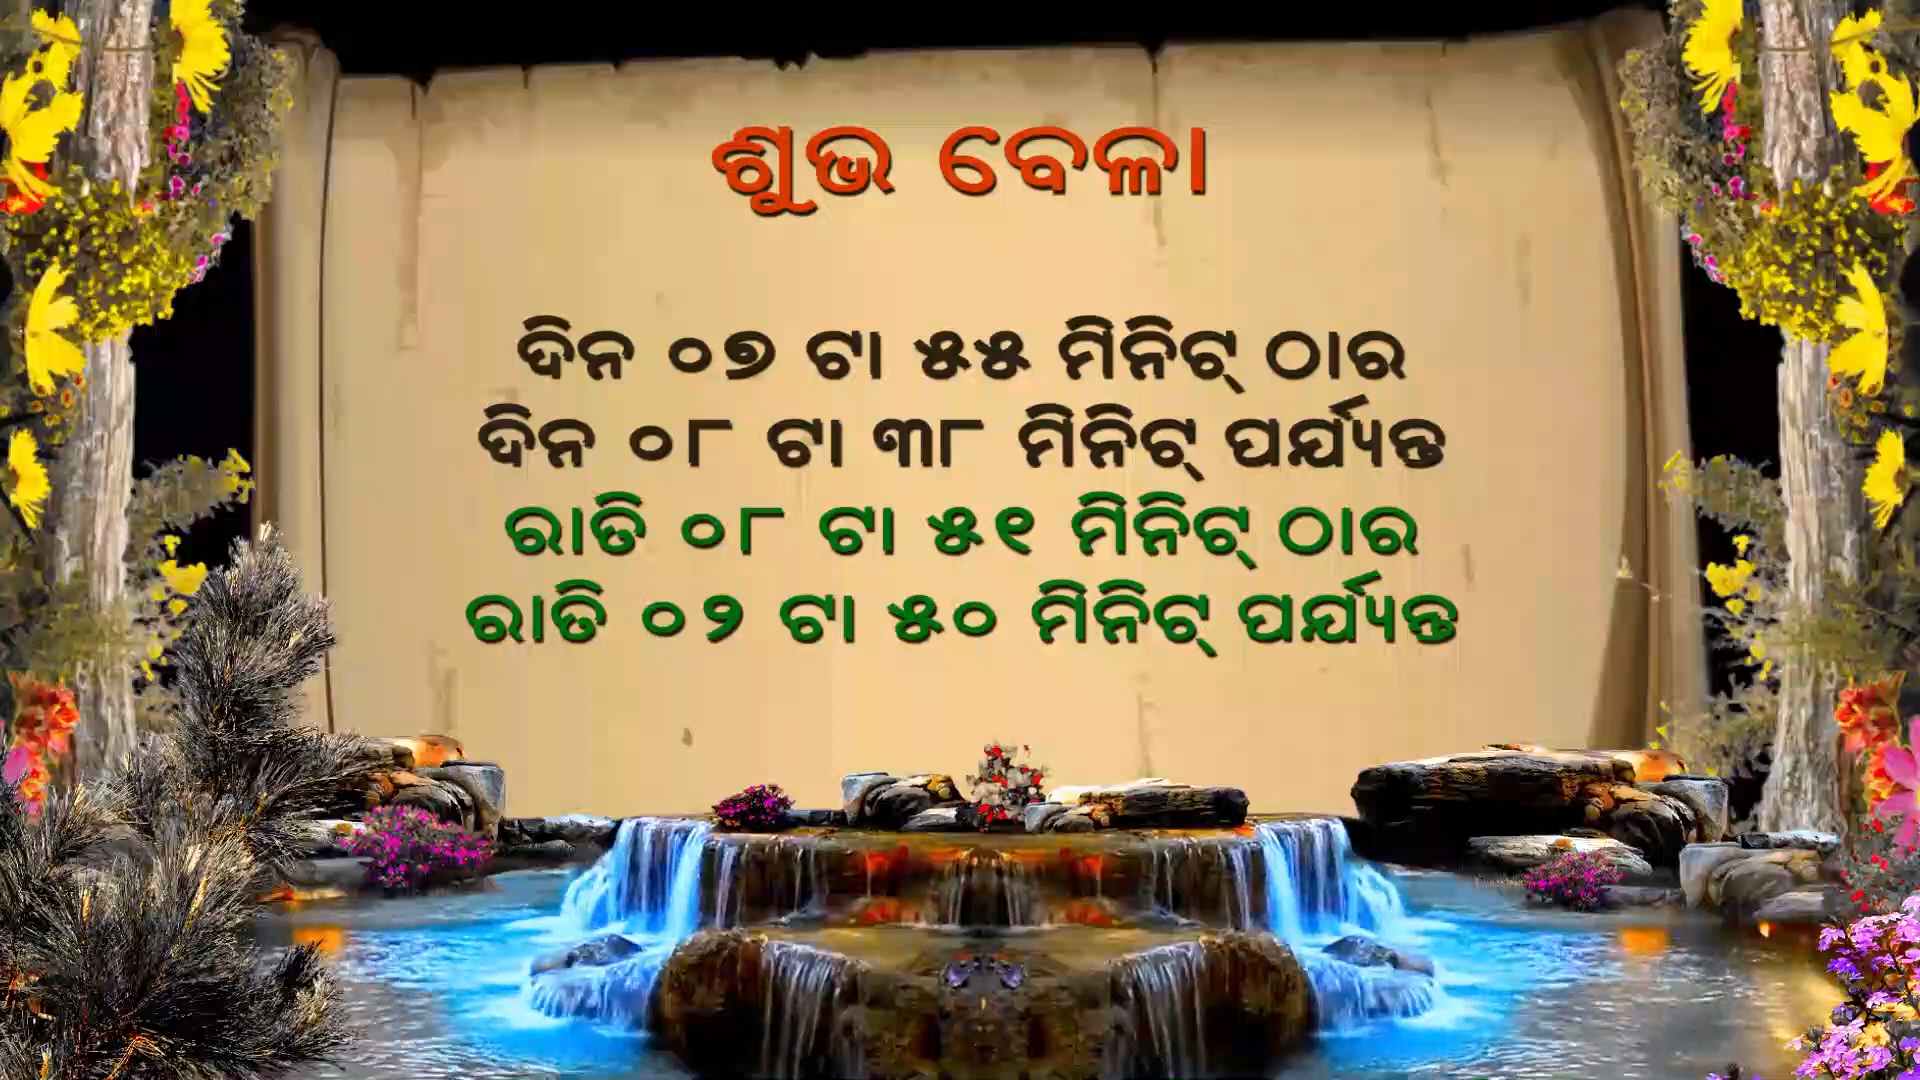 ଶୁଭ ବେଳା
ଦିନ ୦୭ ଟା ୫୫ ମିନିଟ୍ ଠାର
ଦିନ ୦୮ ଟା ୩୮ ମିନିଟ୍ ପର୍ଯ୍ୟନ୍ତ
ରାତି ୦୮ ଟା ୫୧ ମିନିଟ୍ ଠାର
ରାତି ୦୨ ଟା ୫୦ ମିନିଟ୍ ପର୍ଯ୍ୟନ୍ତ